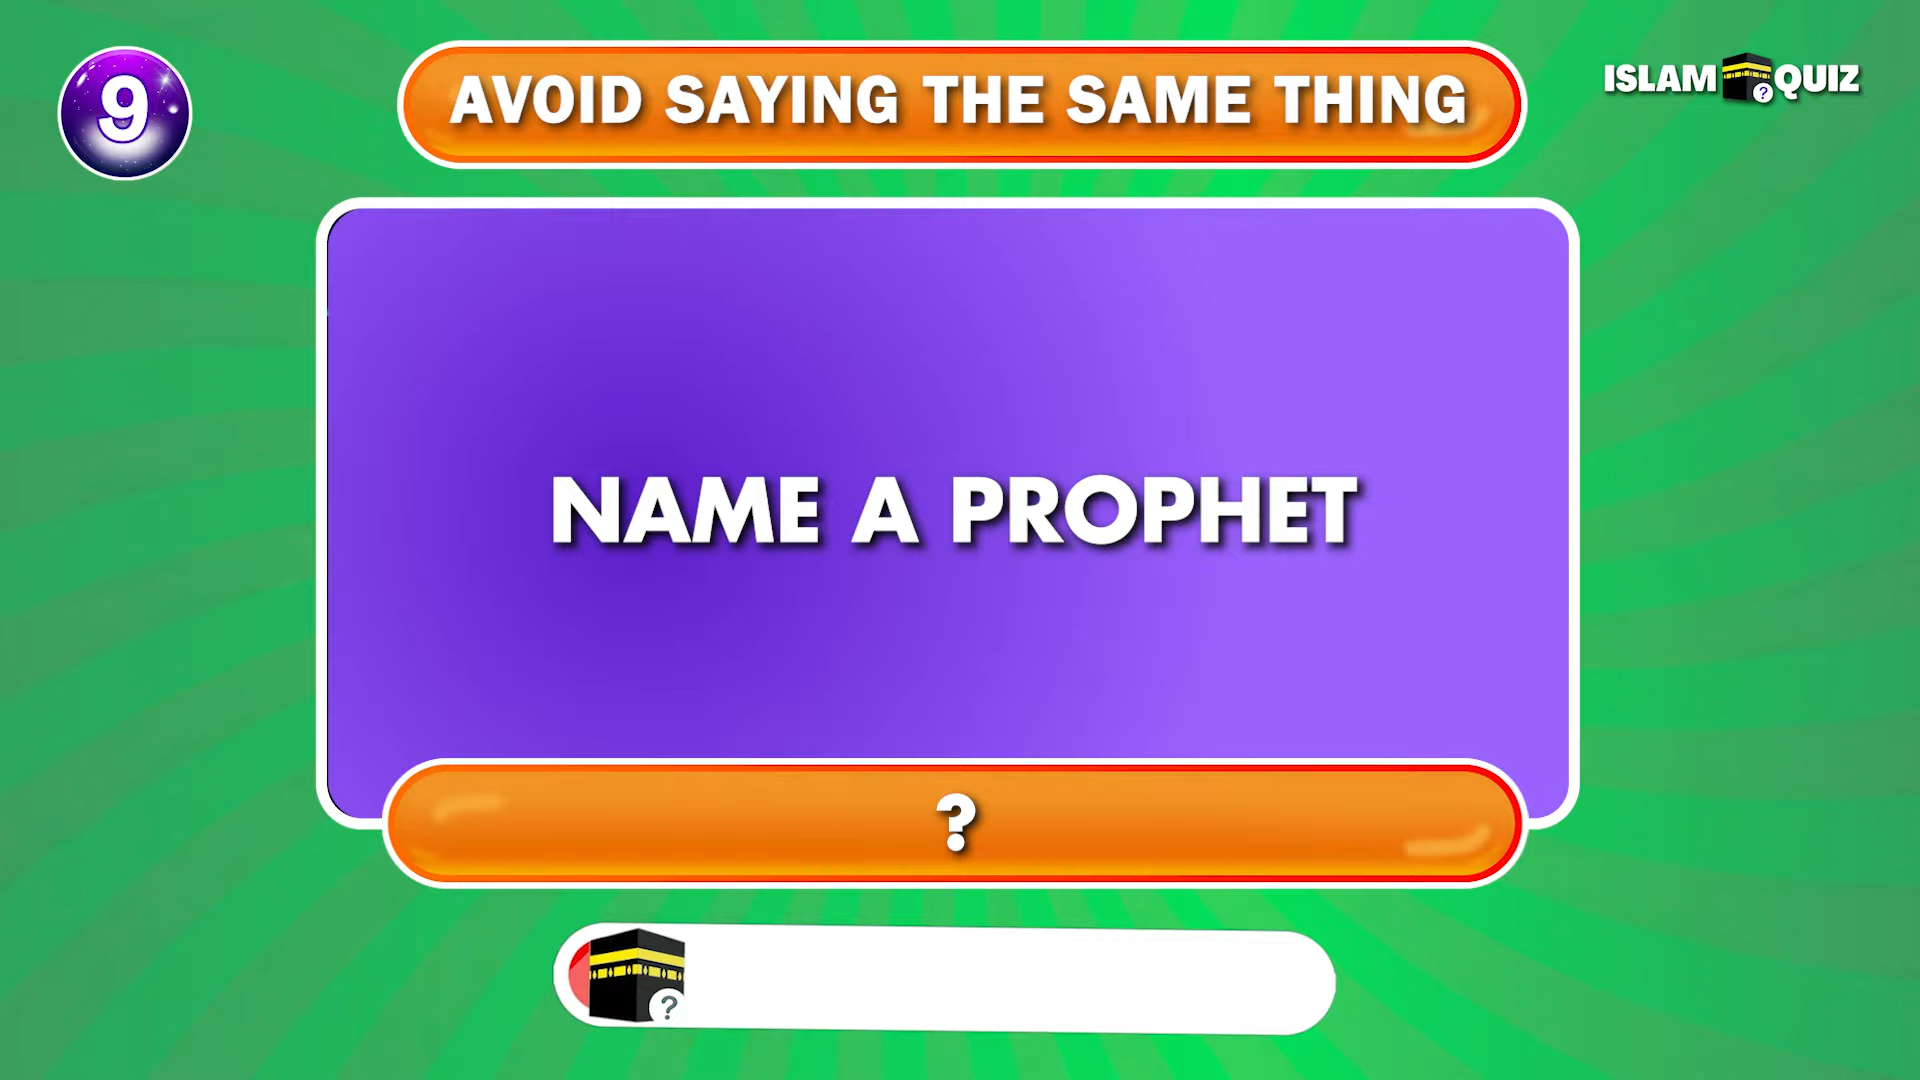 9
AVOID SAYING THE SAME THING
ISLAM QUIZ
?
NAME A PROPHET
?
?